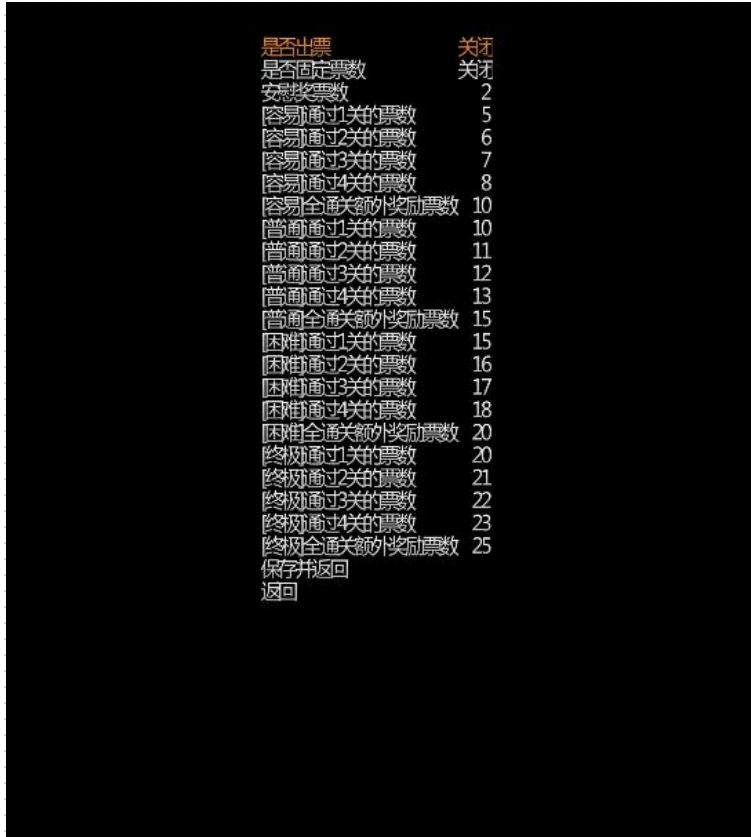 是否出票 关闭
是否固定票数 关闭
安慰奖票数 2
[容易]通过1关的票数 5
[容易]通过2关的票数 6
[容易]通过3关的票数 7
[容易]通过4关的票数 8
[容易]全通关额外奖励票数 10
[普通]通过1关的票数 10
[普通]通过2关的票数 11
[普通]通过3关的票数 12
[普通]通过4关的票数 13
[普通]全通关额外奖励票数 15
[困难]通过1关的票数 15
[困难]通过2关的票数 16
[困难]通过3关的票数 17
[困难]通过4关的票数 18
[困难]全通关额外奖励票数 20
[终极]通过1关的票数 20
[终极]通过2关的票数 21
[终极]通过3关的票数 22
[终极]通过4关的票数 23
[终极]全通关额外奖励票数 25
保存并返回
返回